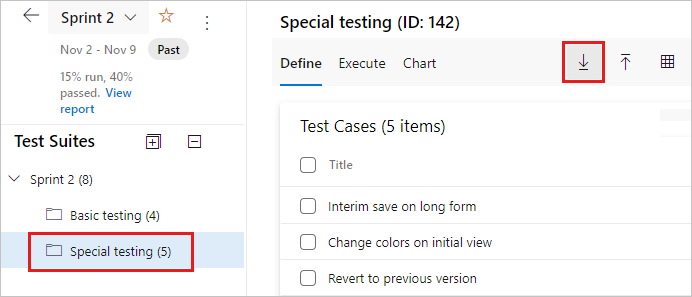 Sprint 2
Nov 2 - Nov 9 Past
15% run, 40%
passed. View
report
Test Suites
Sprint 2 (8)
Basic testing (4)
Special testing (5)
Special testing (ID: 142)
Define Execute Chart
Test Cases (5 items)
Title
Interim save on long form
Change colors on initial view
Revert to previous version